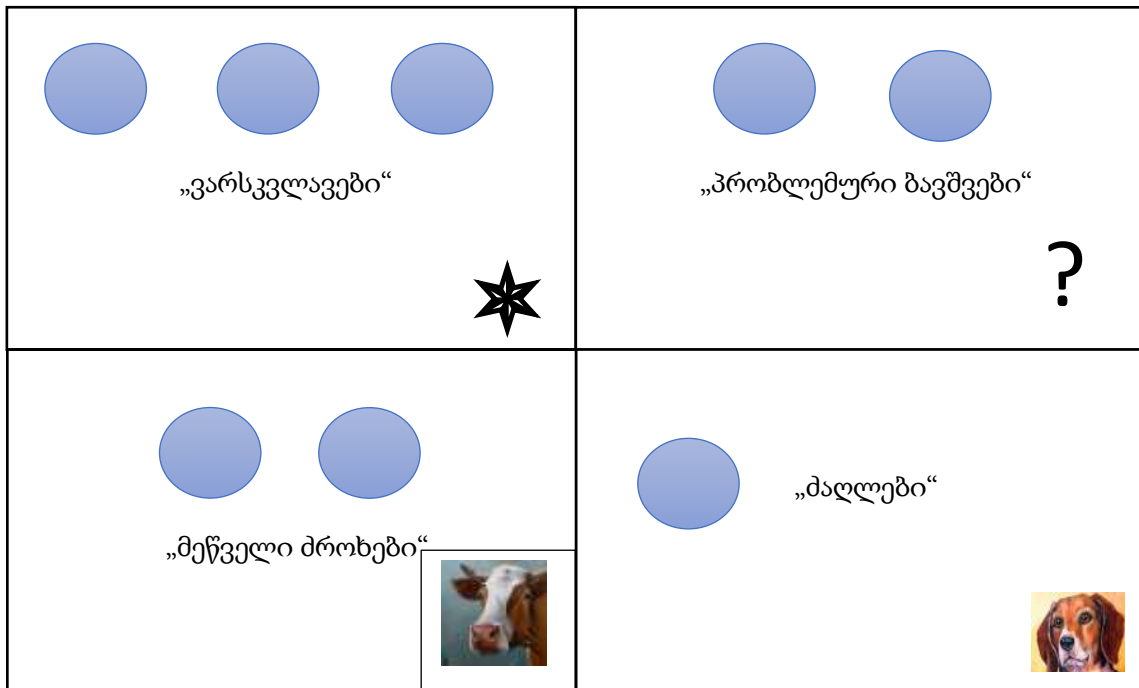 „ვარსკვლავები“
„პრობლემური ბავშვები“
?
„მეწველი ძროხები“
„ძაღლები“